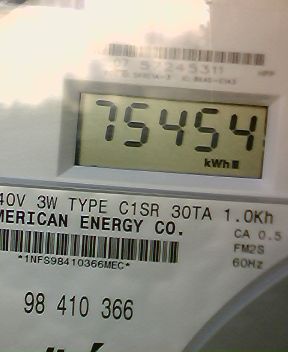 57245311
75454
kWh
40V 3W TYPE C1SR 30TA 1.0Kh
MERICAN ENERGY CO.
CA 0.5
FM2S
60Hz
*1NFS98410366MEC*
98 410 366